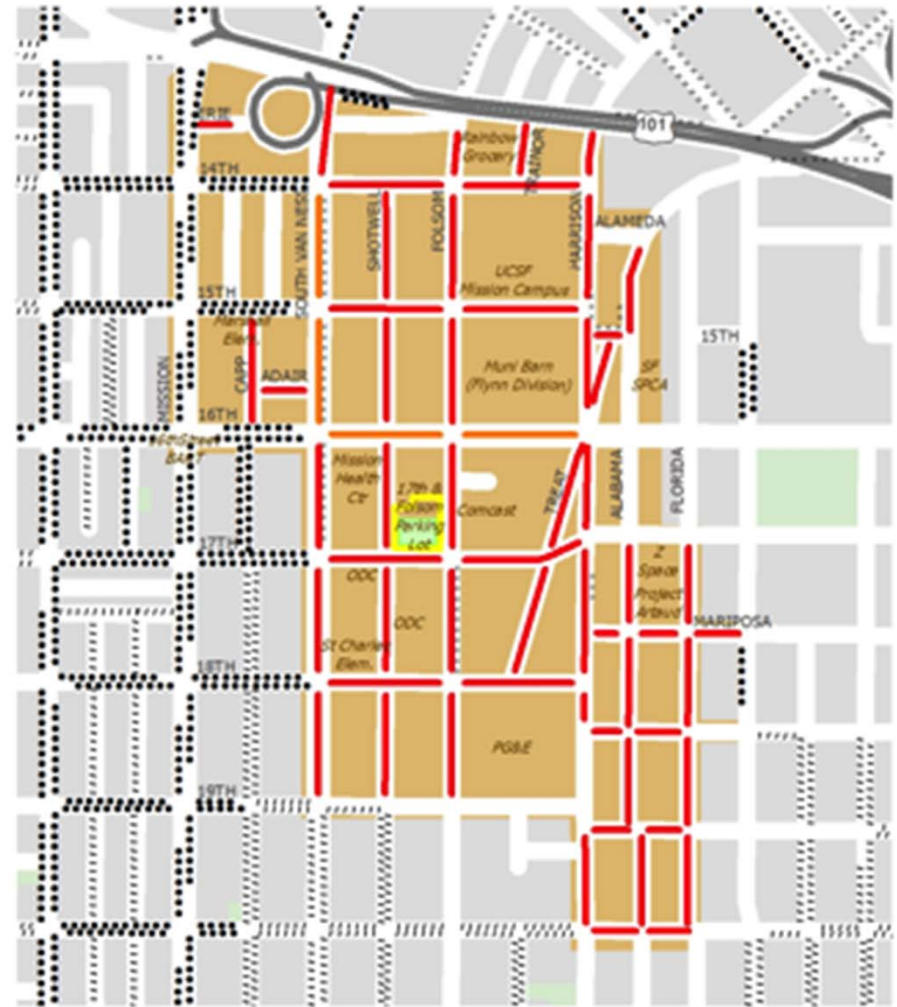 101
ERIE
Rainbow
Grocery
TRAINOR
14TH
SOUTH VAN NESS
SHOTWELL
FOLSOM
HARRISON
ALAMEDA
UCSF
Mission Campus
15TH
Marshall
Elem.
15TH
MISSION
CAPP
ADAIR
Muni Barn
(Flynn Division)
SF
SPCA
16TH
16th Street
BART
Mission
Health
Ctr
17th &
Folsom
Parking
Lot
Comcast
TREAT
ALABAMA
FLORIDA
17TH
ODC
Z
Space
Project
Artaud
MARIPOSA
ODC
St Charles
Elem.
18TH
PG&E
19TH